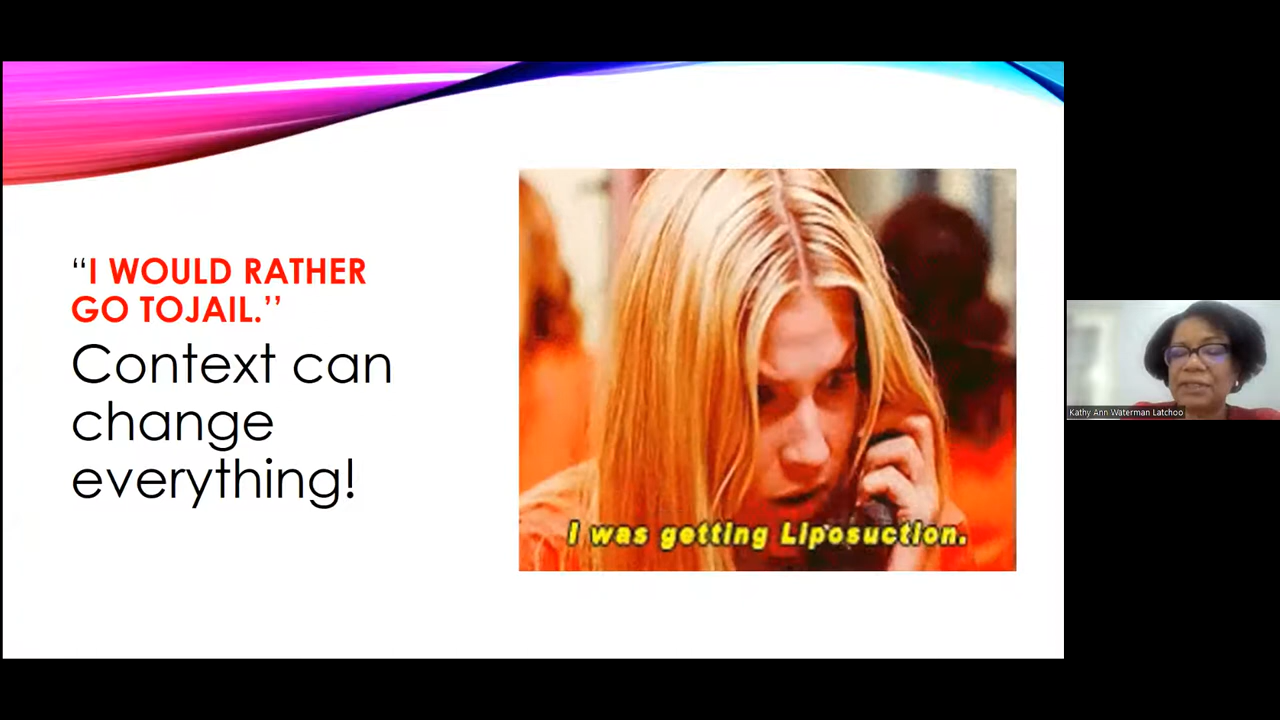 “I WOULD RATHER
GO TOJAIL.’’
Context can
change
everything!
I was getting Liposuction.
Kathy Ann Waterman Latchoo